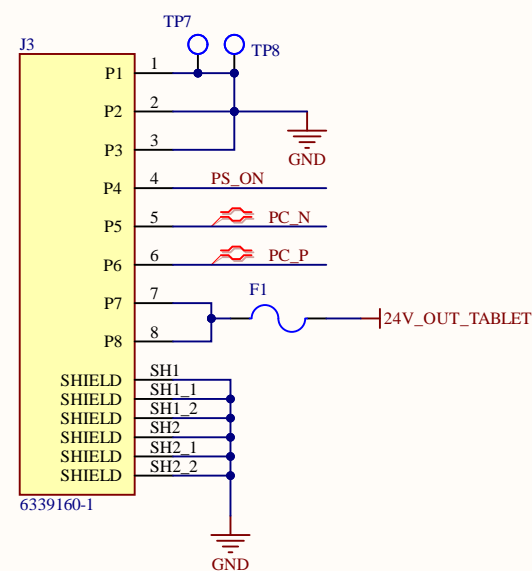 TP7
J3
TP8
P1 1
P2 2
P3 3
GND
P4 4 PS_ON
P5 5 PC_N
P6 6 PC_P
P7 7 F1
24V_OUT_TABLET
P8 8
SHIELD SH1
SHIELD SH1_1
SHIELD SH1_2
SHIELD SH2
SHIELD SH2_1
SHIELD SH2_2
6339160-1
GND